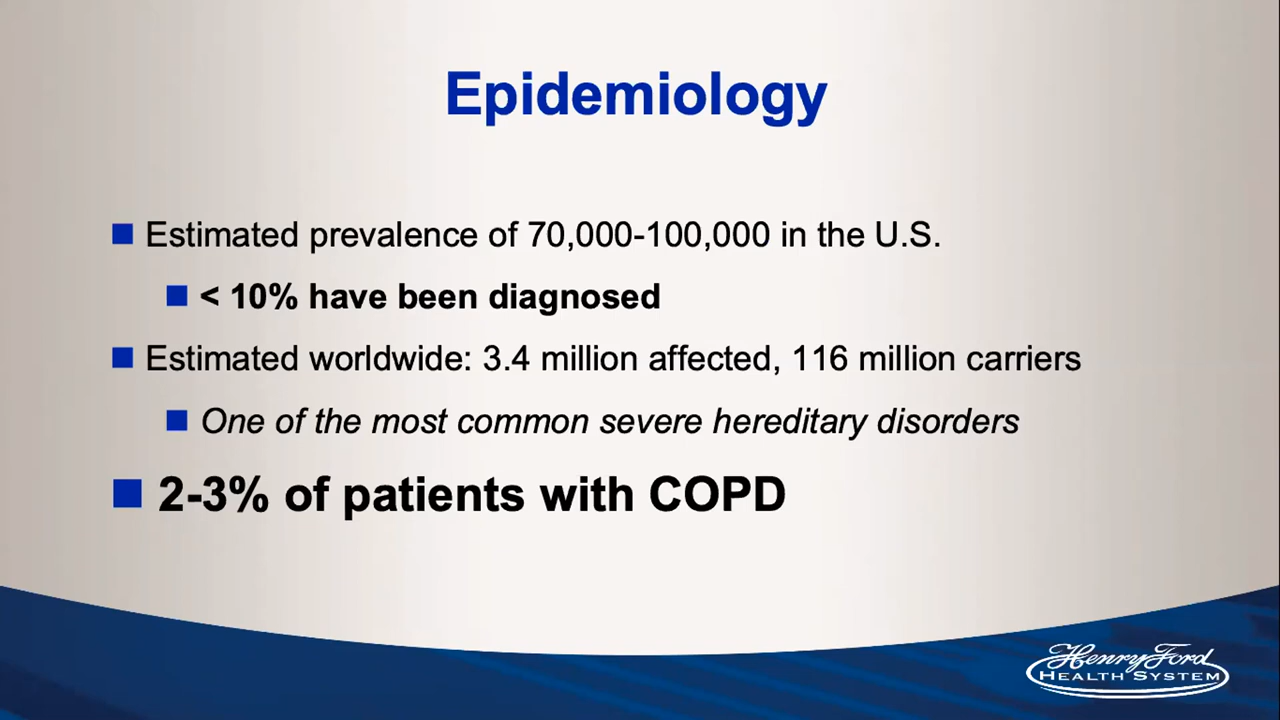 Epidemiology
Estimated prevalence of 70,000-100,000 in the U.S.
< 10% have been diagnosed
Estimated worldwide: 3.4 million affected, 116 million carriers
One of the most common severe hereditary disorders
2-3% of patients with COPD
Henry Ford
HEALTH SYSTEM